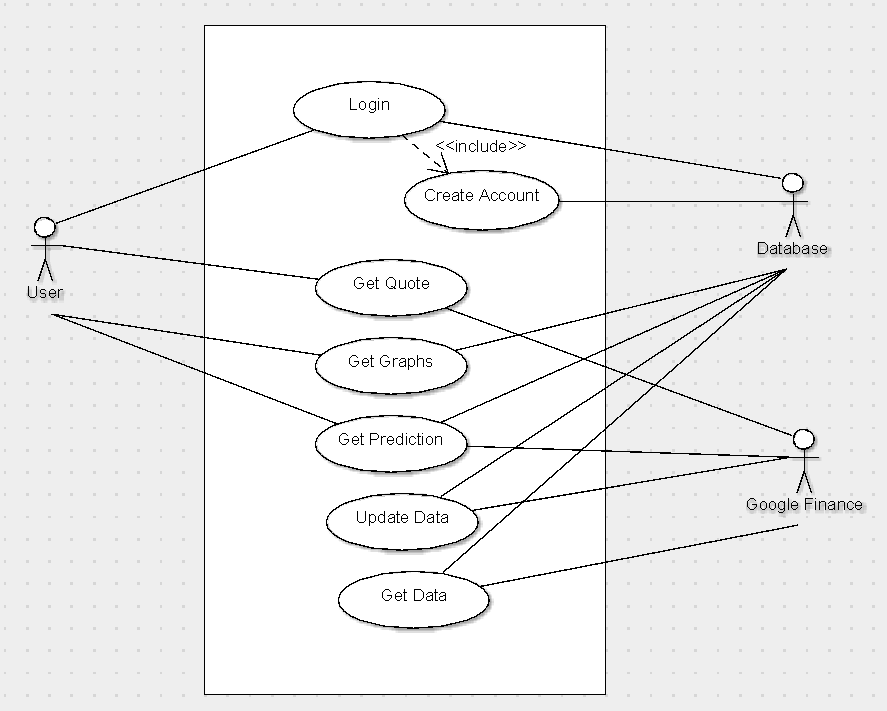 Login
<<include>>
Create Account
Database
Get Quote
User
Get Graphs
Get Prediction
Google Finance
Update Data
Get Data